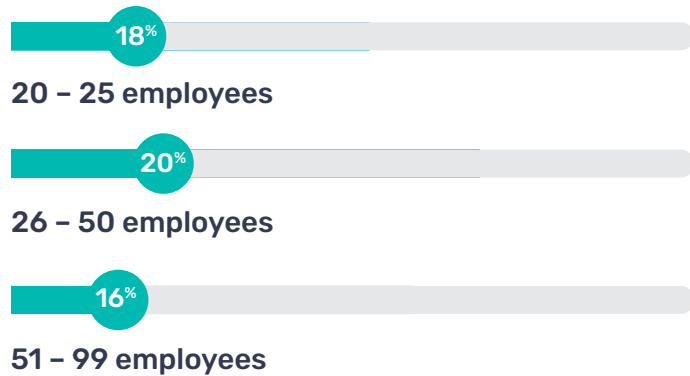 18%
20 – 25 employees
20%
26 – 50 employees
16%
51 – 99 employees